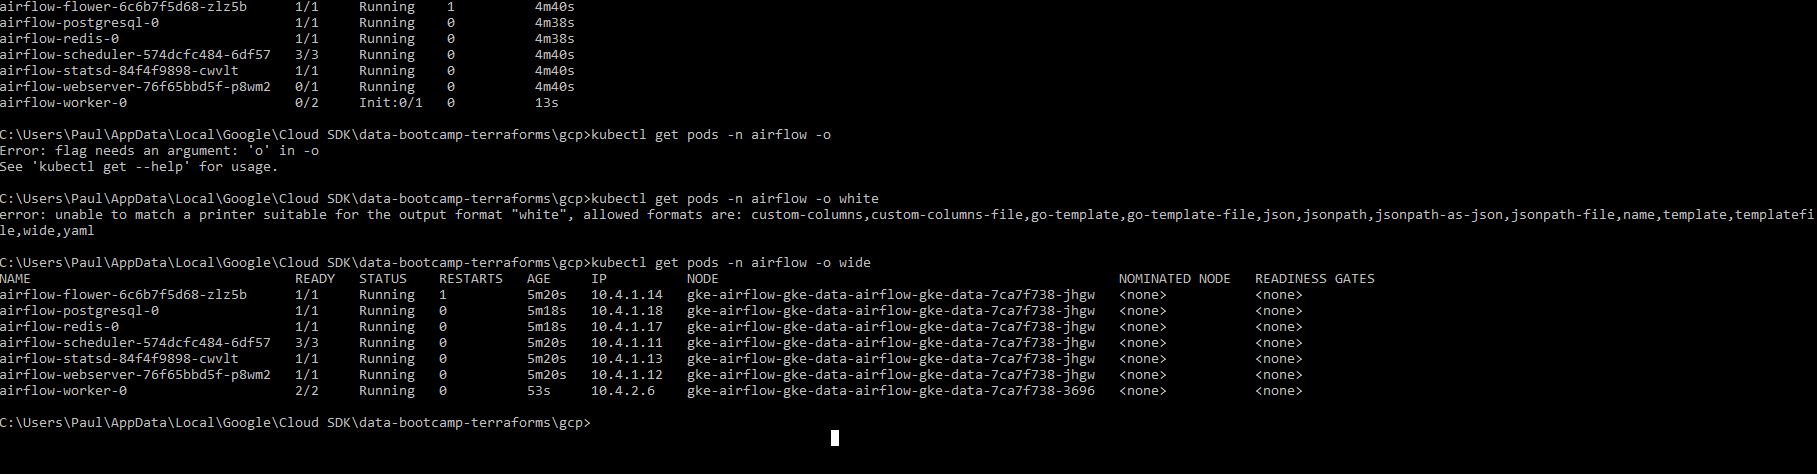 airflow-flower-6c6b7f5d68-zlz5b      1/1     Running    1          4m40s
airflow-postgresql-0                 1/1     Running    0          4m38s
airflow-redis-0                      1/1     Running    0          4m38s
airflow-scheduler-574dcfc484-6df57   3/3     Running    0          4m40s
airflow-statsd-84f4f9898-cwvlt       1/1     Running    0          4m40s
airflow-webserver-76f65bbd5f-p8wm2   0/1     Running    0          4m40s
airflow-worker-0                     0/2     Init:0/1   0          13s
C:\Users\Paul\AppData\Local\Google\Cloud SDK\data-bootcamp-terraforms\gcp>kubectl get pods -n airflow -o
Error: flag needs an argument: 'o' in -o
See 'kubectl get --help' for usage.
C:\Users\Paul\AppData\Local\Google\Cloud SDK\data-bootcamp-terraforms\gcp>kubectl get pods -n airflow -o white
error: unable to match a printer suitable for the output format "white", allowed formats are: custom-columns,custom-columns-file,go-template,go-template-file,json,jsonpath,jsonpath-as-json,jsonpath-file,name,template,templatefi
le,wide,yaml
C:\Users\Paul\AppData\Local\Google\Cloud SDK\data-bootcamp-terraforms\gcp>kubectl get pods -n airflow -o wide
NAME                                 READY   STATUS    RESTARTS   AGE     IP          NODE                                                  NOMINATED NODE   READINESS GATES
airflow-flower-6c6b7f5d68-zlz5b      1/1     Running   1          5m20s   10.4.1.14   gke-airflow-gke-data-airflow-gke-data-7ca7f738-jhgw   <none>           <none>
airflow-postgresql-0                 1/1     Running   0          5m18s   10.4.1.18   gke-airflow-gke-data-airflow-gke-data-7ca7f738-jhgw   <none>           <none>
airflow-redis-0                      1/1     Running   0          5m18s   10.4.1.17   gke-airflow-gke-data-airflow-gke-data-7ca7f738-jhgw   <none>           <none>
airflow-scheduler-574dcfc484-6df57   3/3     Running   0          5m20s   10.4.1.11   gke-airflow-gke-data-airflow-gke-data-7ca7f738-jhgw   <none>           <none>
airflow-statsd-84f4f9898-cwvlt       1/1     Running   0          5m20s   10.4.1.13   gke-airflow-gke-data-airflow-gke-data-7ca7f738-jhgw   <none>           <none>
airflow-webserver-76f65bbd5f-p8wm2   1/1     Running   0          5m20s   10.4.1.12   gke-airflow-gke-data-airflow-gke-data-7ca7f738-jhgw   <none>           <none>
airflow-worker-0                     2/2     Running   0          53s     10.4.2.6    gke-airflow-gke-data-airflow-gke-data-7ca7f738-3696   <none>           <none>
C:\Users\Paul\AppData\Local\Google\Cloud SDK\data-bootcamp-terraforms\gcp>